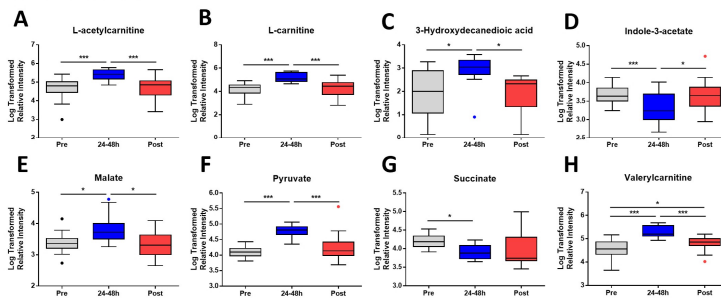 A
L-acetylcarnitine
*** ***
Log Transformed
Relative Intensity
7
6
5
4
3
2
Pre 24-48h Post
B
L-carnitine
*** ***
Log Transformed
Relative Intensity
8
6
4
2
0
Pre 24-48h Post
C
3-Hydroxydecanedioic acid
* *
Log Transformed
Relative Intensity
4
3
2
1
0
Pre 24-48h Post
D
Indole-3-acetate
*** *
Log Transformed
Relative Intensity
5.0
4.5
4.0
3.5
3.0
2.5
Pre 24-48h Post
E
Malate
* *
Log Transformed
Relative Intensity
5
4
3
2
Pre 24-48h Post
F
Pyruvate
*** ***
Log Transformed
Relative Intensity
6.0
5.5
5.0
4.5
4.0
3.5
3.0
Pre 24-48h Post
G
Succinate
*
Log Transformed
Relative Intensity
5.5
5.0
4.5
4.0
3.5
3.0
Pre 24-48h Post
H
Valerylcarnitine
*
*** ***
Log Transformed
Relative Intensity
7
6
5
4
3
Pre 24-48h Post